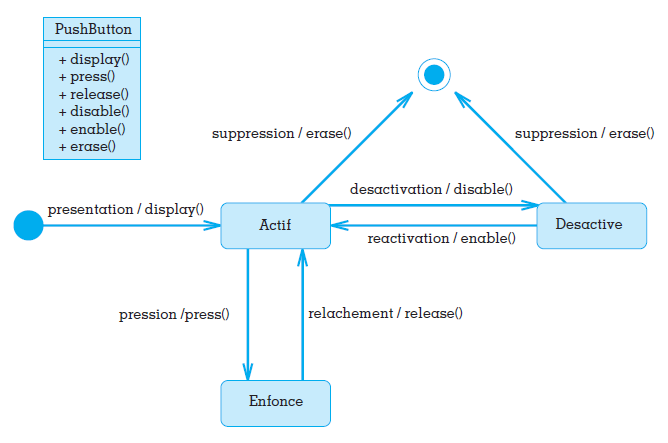 PushButton
+ display()
+ press()
+ release()
+ disable()
+ enable()
+ erase()
suppression / erase()
suppression / erase()
desactivation / disable()
presentation / display()
Actif
Desactive
reactivation / enable()
pression /press()
relachement / release()
Enfonce